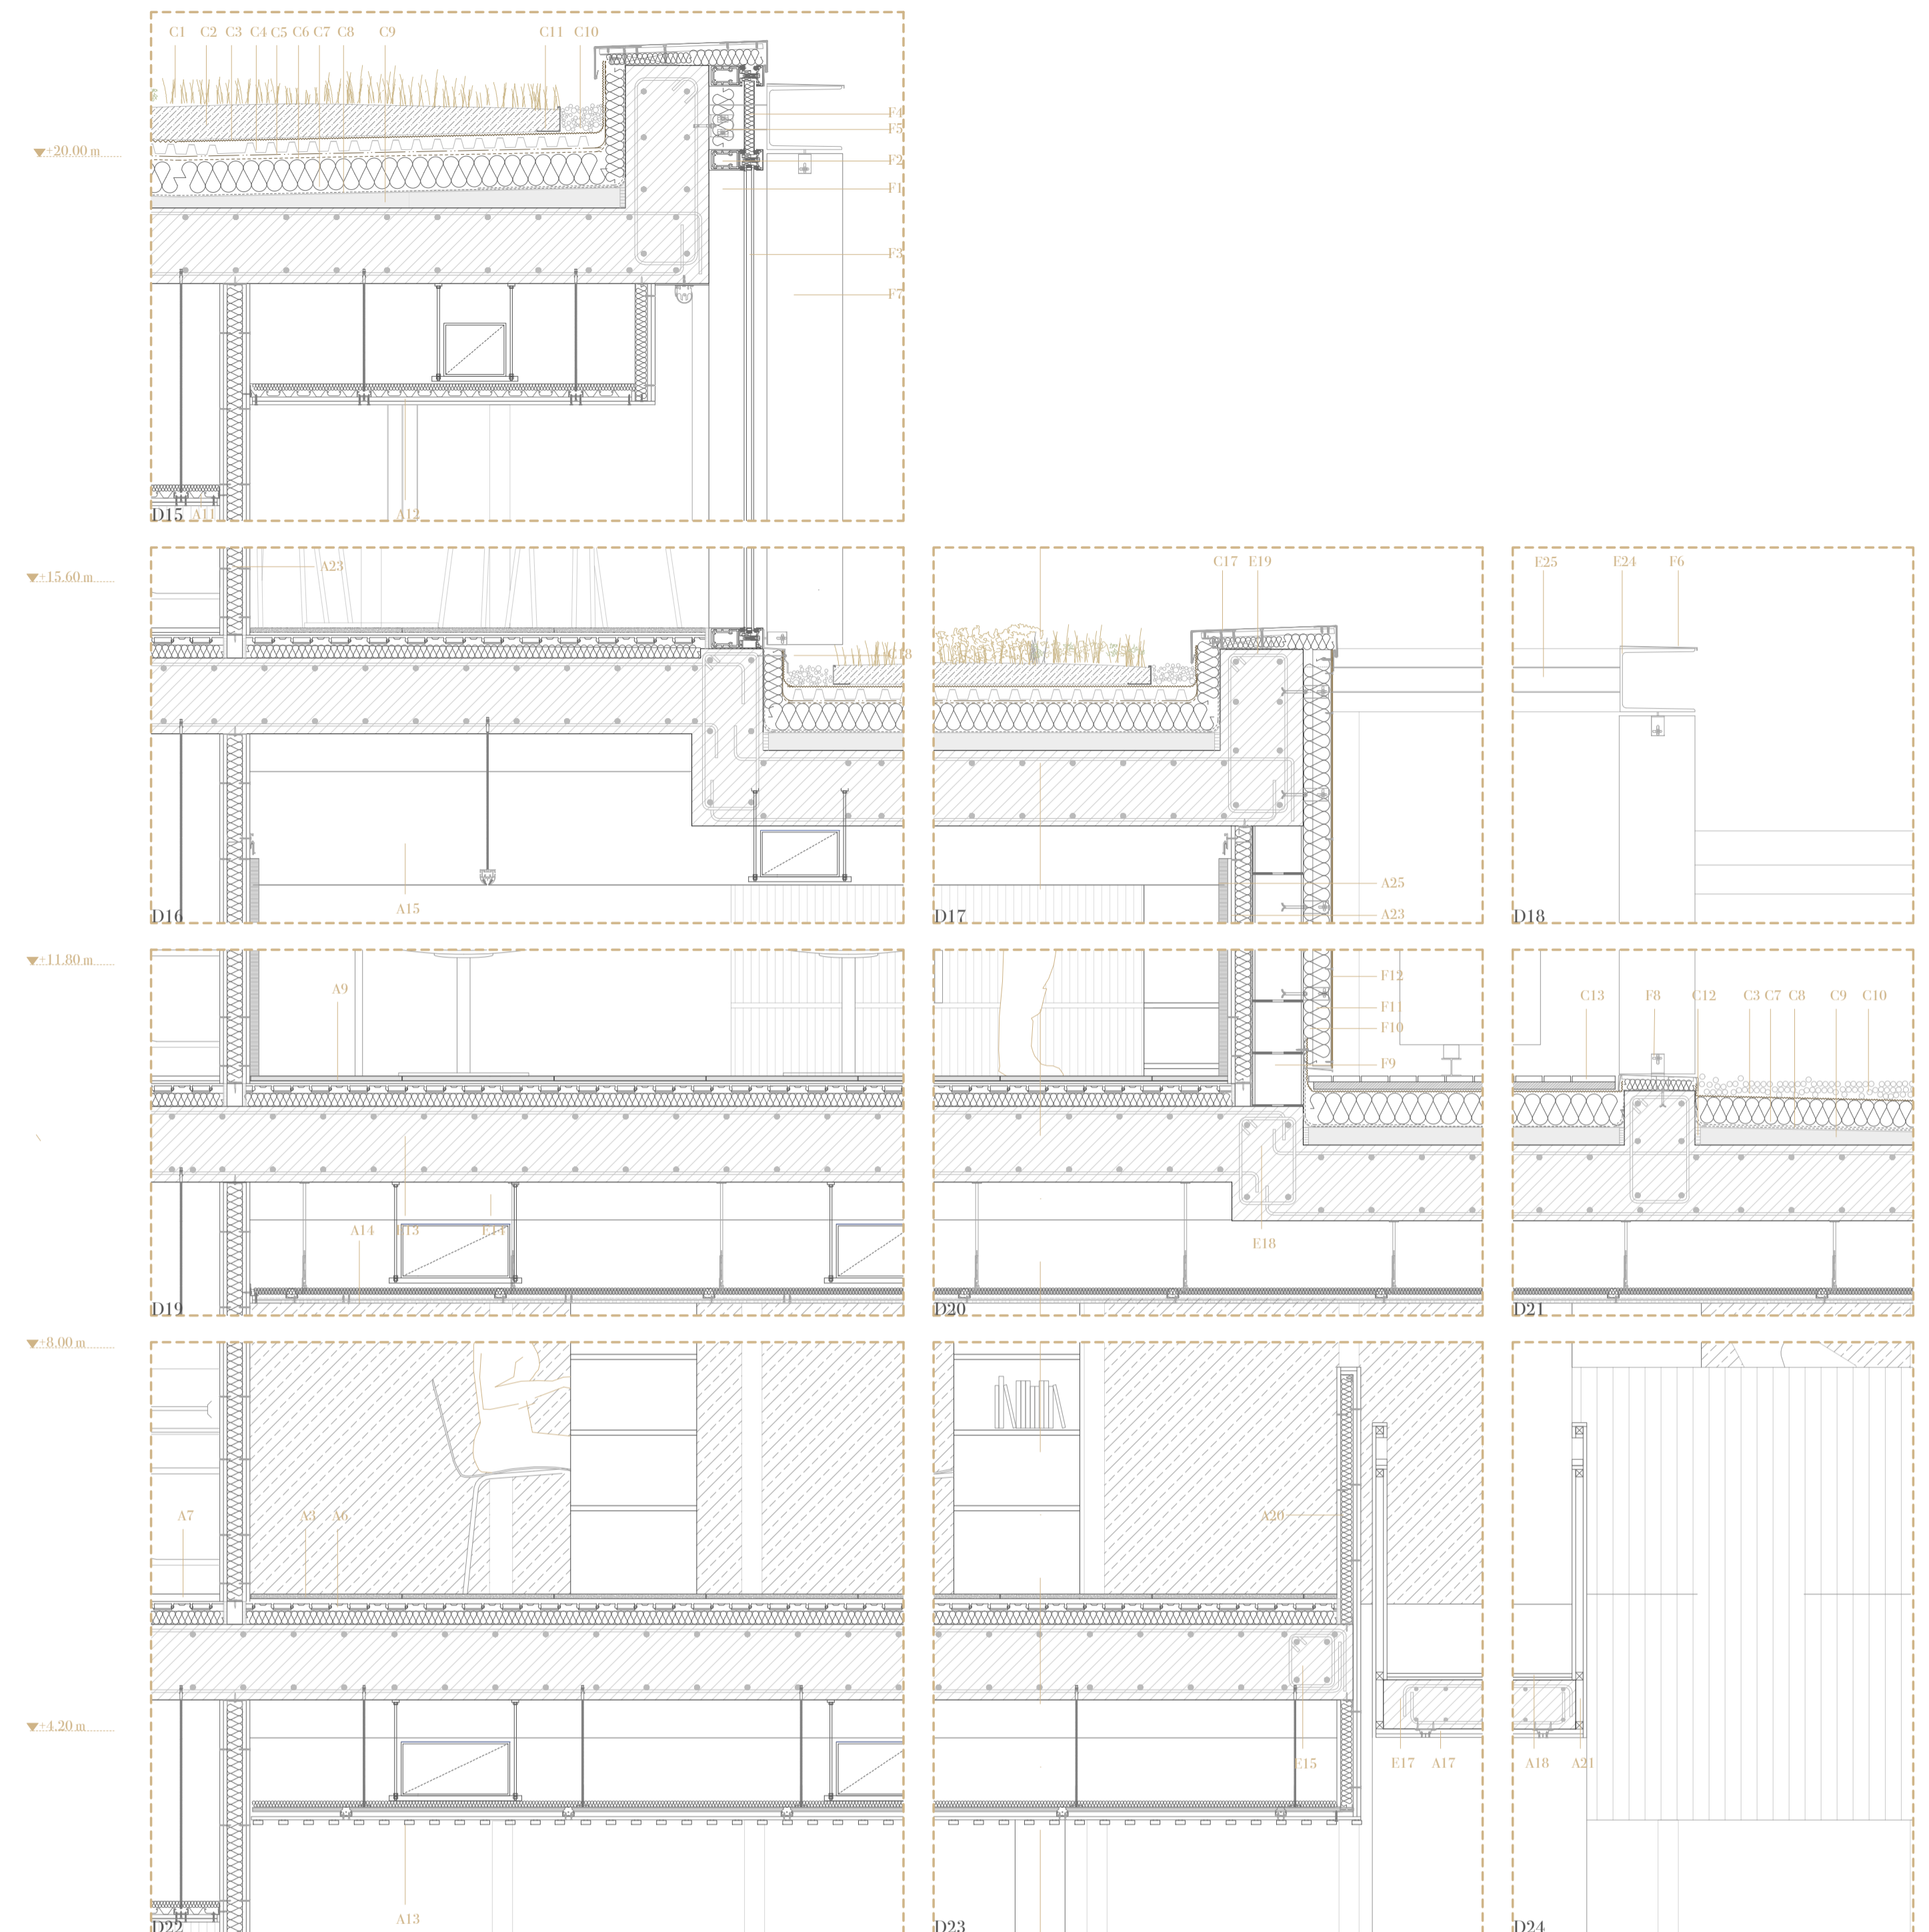 C1 C2 C3 C4 C5 C6 C7 C8 C9 C11 C10
F4
F5
+20.00 m
F2
F1
F3
F7
D15 A11 A12
C17 E19 E25 E24 F6
A23
+15.60 m
C18
A25
A15
A23
D16 D17 D18
+11.80 m
F12
A9 C13 F8 C12 C3 C7 C8 C9 C10
F11
F10
F9
A14 E18
D19 D20 D21
+8.00 m
A7 A3 A6 A20
+4.20 m
E15 E17 A17 A18 A21
A13
D22 D23 D24